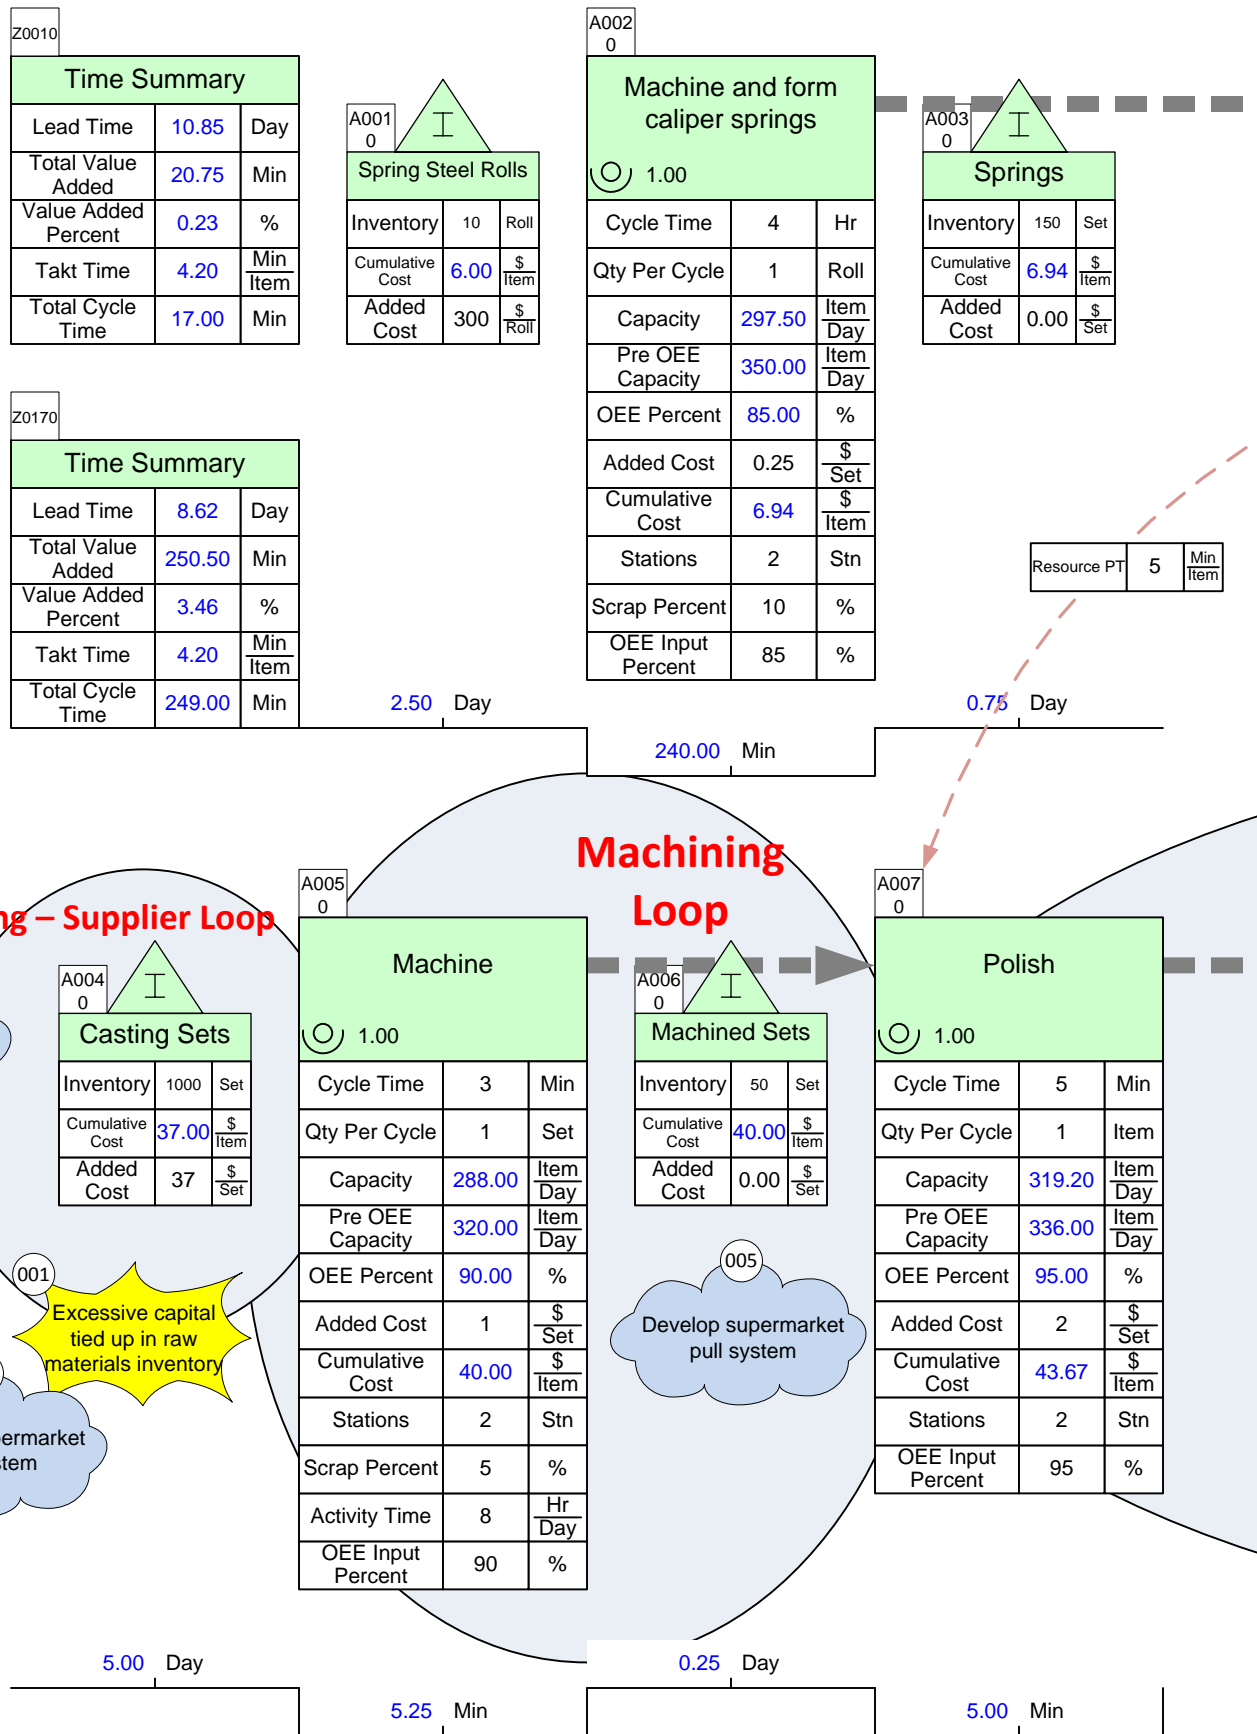 Z0010
Time Summary
Lead Time 10.85 Day
Total Value
Added 20.75 Min
Value Added
Percent 0.23 %
Takt Time 4.20 Min
Item
Total Cycle
Time 17.00 Min
A001
0
I
Spring Steel Rolls
Inventory 10 Roll
Cumulative
Cost 6.00 $
Item
Added
Cost 300 $
Roll
A002
0
Machine and form
caliper springs
1.00
Cycle Time 4 Hr
Qty Per Cycle 1 Roll
Capacity 297.50 Item
Day
Pre OEE
Capacity 350.00 Item
Day
OEE Percent 85.00 %
Added Cost 0.25 $
Set
Cumulative
Cost 6.94 $
Item
Stations 2 Stn
Scrap Percent 10 %
OEE Input
Percent 85 %
A003
0
I
Springs
Inventory 150 Set
Cumulative
Cost 6.94 $
Item
Added
Cost 0.00 $
Set
Z0170
Time Summary
Lead Time 8.62 Day
Total Value
Added 250.50 Min
Value Added
Percent 3.46 %
Takt Time 4.20 Min
Item
Total Cycle
Time 249.00 Min
Resource PT 5 Min
Item
2.50 Day
240.00 Min
0.75 Day
Machining
Loop
– Supplier Loop
A004
0
I
Casting Sets
Inventory 1000 Set
Cumulative
Cost 37.00 $
Item
Added
Cost 37 $
Set
001
Excessive capital
tied up in raw
materials inventory
A005
0
Machine
1.00
Cycle Time 3 Min
Qty Per Cycle 1 Set
Capacity 288.00 Item
Day
Pre OEE
Capacity 320.00 Item
Day
OEE Percent 90.00 %
Added Cost 1 $
Set
Cumulative
Cost 40.00 $
Item
Stations 2 Stn
Scrap Percent 5 %
Activity Time 8 Hr
Day
OEE Input
Percent 90 %
A006
0
I
Machined Sets
Inventory 50 Set
Cumulative
Cost 40.00 $
Item
Added
Cost 0.00 $
Set
005
Develop supermarket
pull system
A007
0
Polish
1.00
Cycle Time 5 Min
Qty Per Cycle 1 Item
Capacity 319.20 Item
Day
Pre OEE
Capacity 336.00 Item
Day
OEE Percent 95.00 %
Added Cost 2 $
Set
Cumulative
Cost 43.67 $
Item
Stations 2 Stn
OEE Input
Percent 95 %
5.00 Day
5.25 Min
0.25 Day
5.00 Min